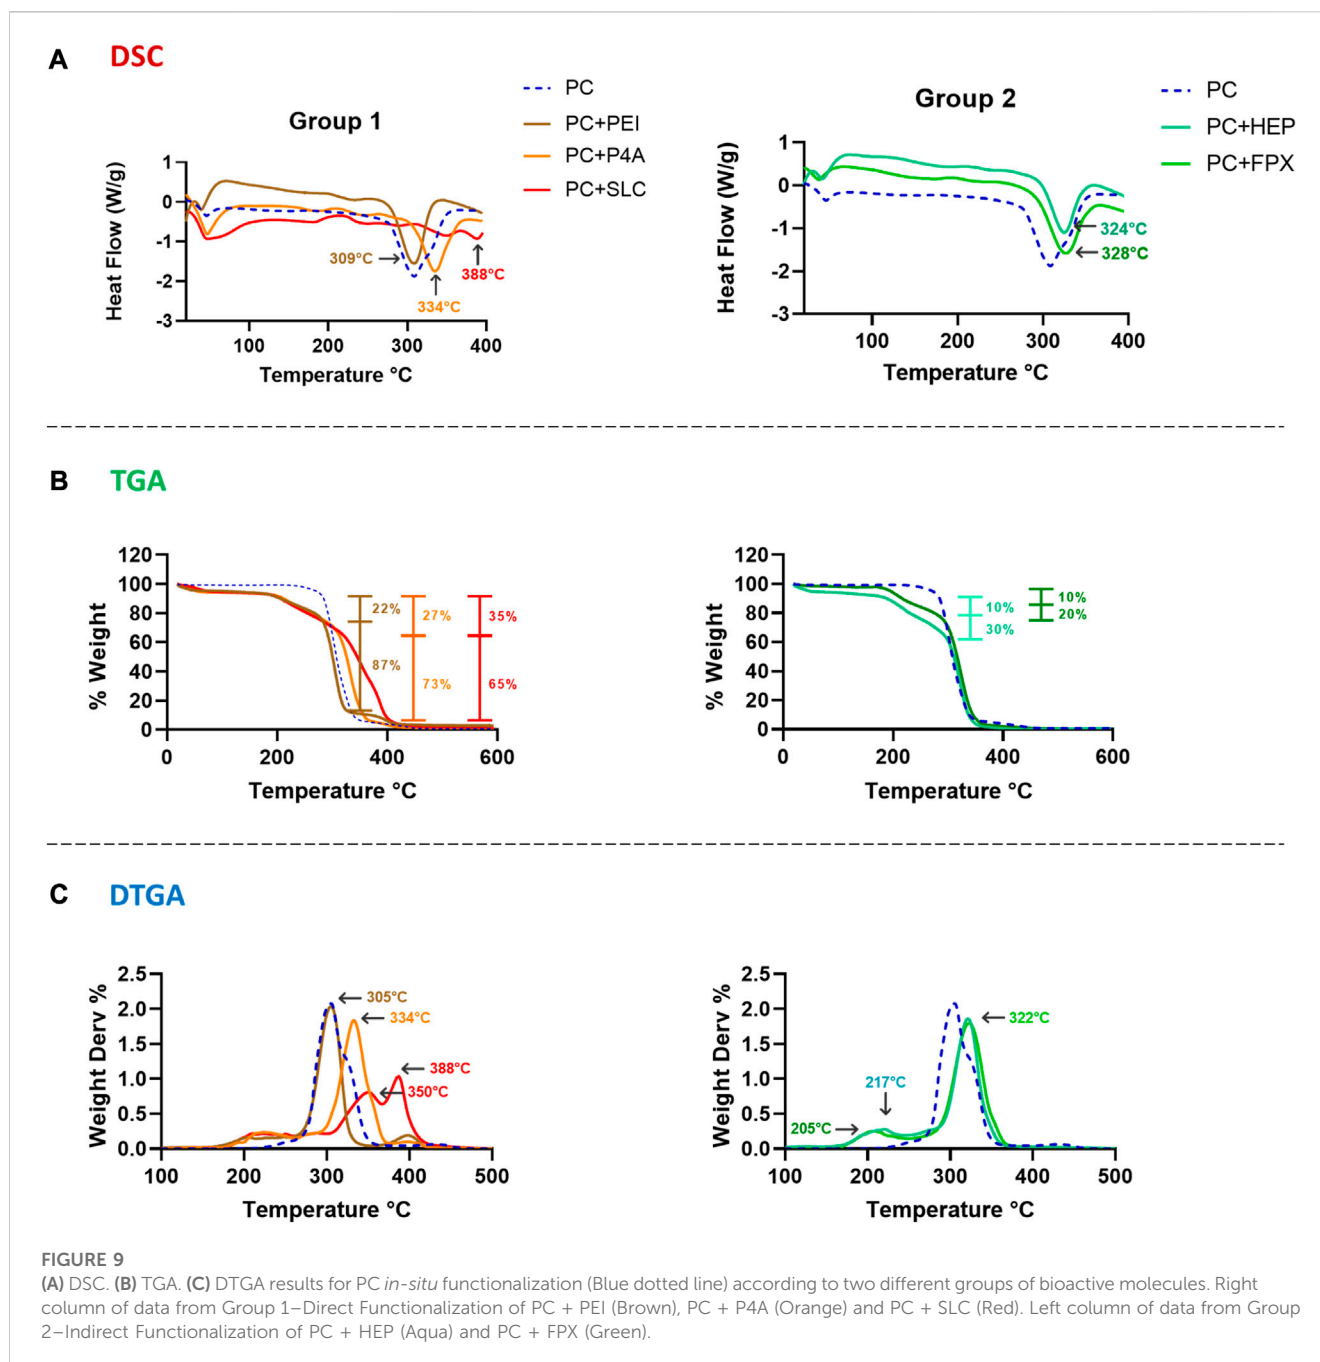 A DSC
Group 1
PC
PC+PEI
PC+P4A
PC+SLC
Heat Flow (W/g)
1
0
-1
-2
-3
309°C
334°C
388°C
100 200 300 400
Temperature °C
Group 2
PC
PC+HEP
PC+FPX
Heat Flow (W/g)
1
0
-1
-2
-3
324°C
328°C
100 200 300 400
Temperature °C
B TGA
% Weight
120
100
80
60
40
20
0
22%
27%
35%
87%
73%
65%
0 200 400 600
Temperature °C
% Weight
120
100
80
60
40
20
0
10%
30%
10%
20%
0 200 400 600
Temperature °C
C DTGA
Weight Derv %
2.5
2.0
1.5
1.0
0.5
0.0
305°C
334°C
388°C
350°C
100 200 300 400 500
Temperature °C
Weight Derv %
2.5
2.0
1.5
1.0
0.5
0.0
322°C
217°C
205°C
100 200 300 400 500
Temperature °C
FIGURE 9
(A) DSC. (B) TGA. (C) DTGA results for PC in-situ functionalization (Blue dotted line) according to two different groups of bioactive molecules. Right
column of data from Group 1–Direct Functionalization of PC + PEI (Brown), PC + P4A (Orange) and PC + SLC (Red). Left column of data from Group
2–Indirect Functionalization of PC + HEP (Aqua) and PC + FPX (Green).